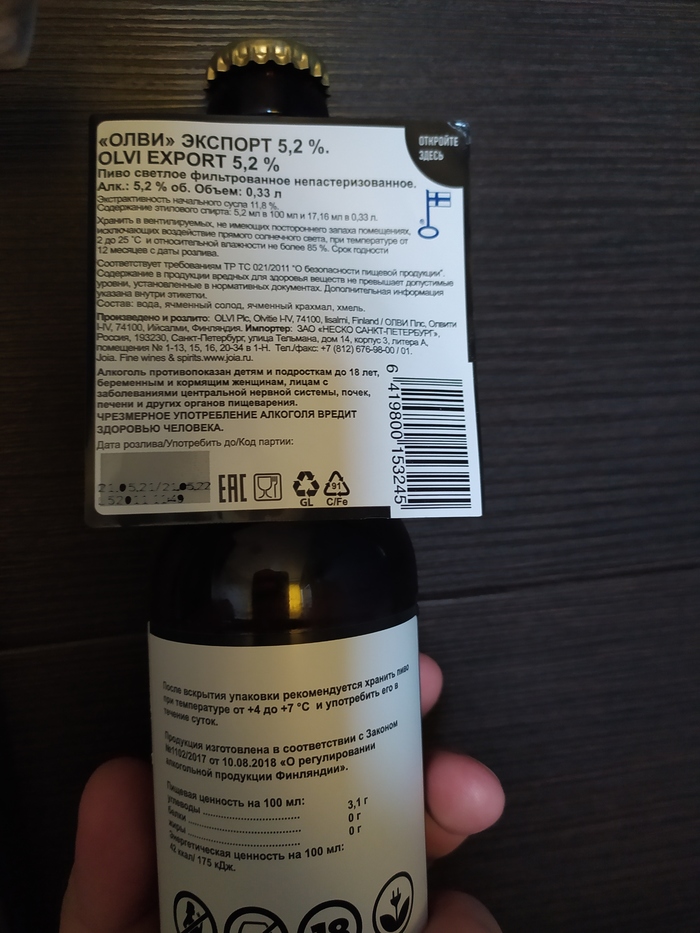 «ОЛВИ» ЭКСПОРТ 5,2 %.
OLVI EXPORT 5,2 %
ОТКРОЙТЕ
ЗДЕСЬ
Пиво светлое фильтрованное непастеризованное.
Алк.: 5,2 % об. Объем: 0,33 л
Экстрактивность начального сусла 11,8 %.
Содержание этилового спирта: 5,2 мл в 100 мл и 17,16 мл в 0,33 л.
Хранить в вентилируемых, не имеющих постороннего запаха помещениях,
исключающих воздействие прямого солнечного света, при температуре от
2 до 25 °С и относительной влажности не более 85 %. Срок годности
12 месяцев с даты розлива.
Соответствует требованиям ТР ТС 021/2011 "О безопасности пищевой продукции".
Содержание в продукции вредных для здоровья веществ не превышает допустимые
уровни, установленные в нормативных документах. Дополнительная информация
указана внутри этикетки.
Состав: вода, ячменный солод, ячменный крахмал, хмель.
Произведено и розлито: OLVI Plc, Olvitie I-IV, 74100, Iisalmi, Finland / ОЛВИ Плс, Олвити
I-IV, 74100, Ийсалми, Финляндия. Импортер: ЗАО «НЕСКО САНКТ-ПЕТЕРБУРГ»,
Россия, 193230, Санкт-Петербург, улица Тельмана, дом 14, корпус 3, литера А,
помещения № 1-13, 15, 16, 20-34 в 1-Н. Тел./факс: +7 (812) 676-98-00 / 01.
Joia. Fine wines & spirits.www.joia.ru.
Алкоголь противопоказан детям и подросткам до 18 лет,
беременным и кормящим женщинам, лицам с
заболеваниями центральной нервной системы, почек,
печени и других органов пищеварения.
ЧРЕЗМЕРНОЕ УПОТРЕБЛЕНИЕ АЛКОГОЛЯ ВРЕДИТ
ЗДОРОВЬЮ ЧЕЛОВЕКА.
Дата розлива/Употребить до/Код партии:
21.05.21/21.05.22
152011 1149
EAC
GL
91
C/Fe
6 419800 153245
После вскрытия упаковки рекомендуется хранить пиво
при температуре от +4 до +7 °С и употребить его в
течение суток.
Продукция изготовлена в соответствии с Законом
№1102/2017 от 10.08.2018 «О регулировании
алкогольной продукции Финляндии».
Пищевая ценность на 100 мл:
углеводы .............................. 3,1 г
белки .............................. 0 г
жиры .............................. 0 г
Энергетическая ценность на 100 мл:
42 ккал/ 175 кДж.
18